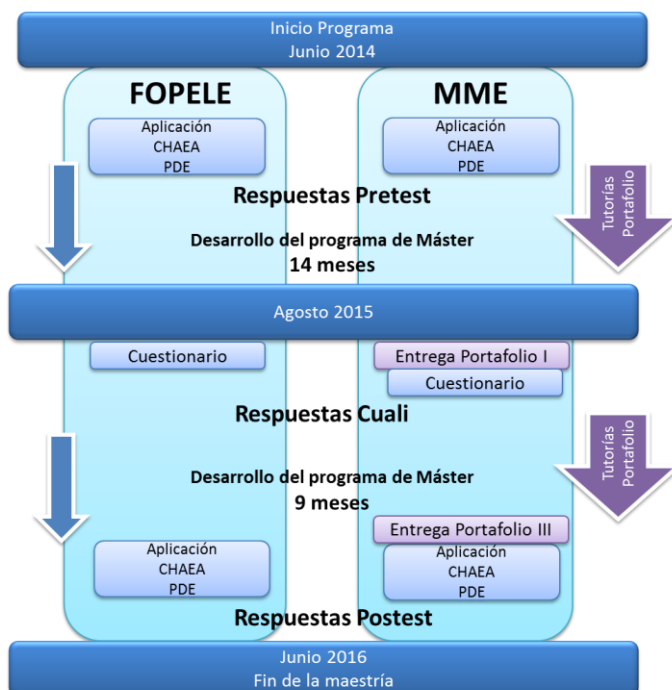 Inicio Programa
Junio 2014
FOPELE
MME
Aplicación
CHAEA
PDE
Aplicación
CHAEA
PDE
Respuestas Pretest
Tutorías
Portafolio
Desarrollo del programa de Máster
14 meses
Agosto 2015
Cuestionario
Entrega Portafolio I
Cuestionario
Respuestas Cuali
Tutorías
Portafolio
Desarrollo del programa de Máster
9 meses
Entrega Portafolio III
Aplicación
CHAEA
PDE
Aplicación
CHAEA
PDE
Respuestas Postest
Junio 2016
Fin de la maestría